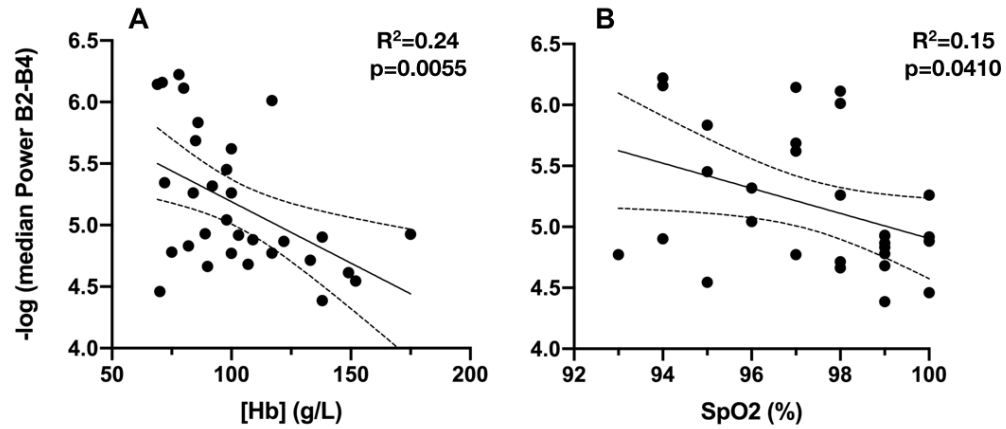 A
R²=0.24
p=0.0055
-log (median Power B2-B4)
6.5
6.0
5.5
5.0
4.5
4.0
50
100
150
200
[Hb] (g/L)
B
R²=0.15
p=0.0410
6.5
6.0
5.5
5.0
4.5
4.0
92
94
96
98
100
SpO2 (%)